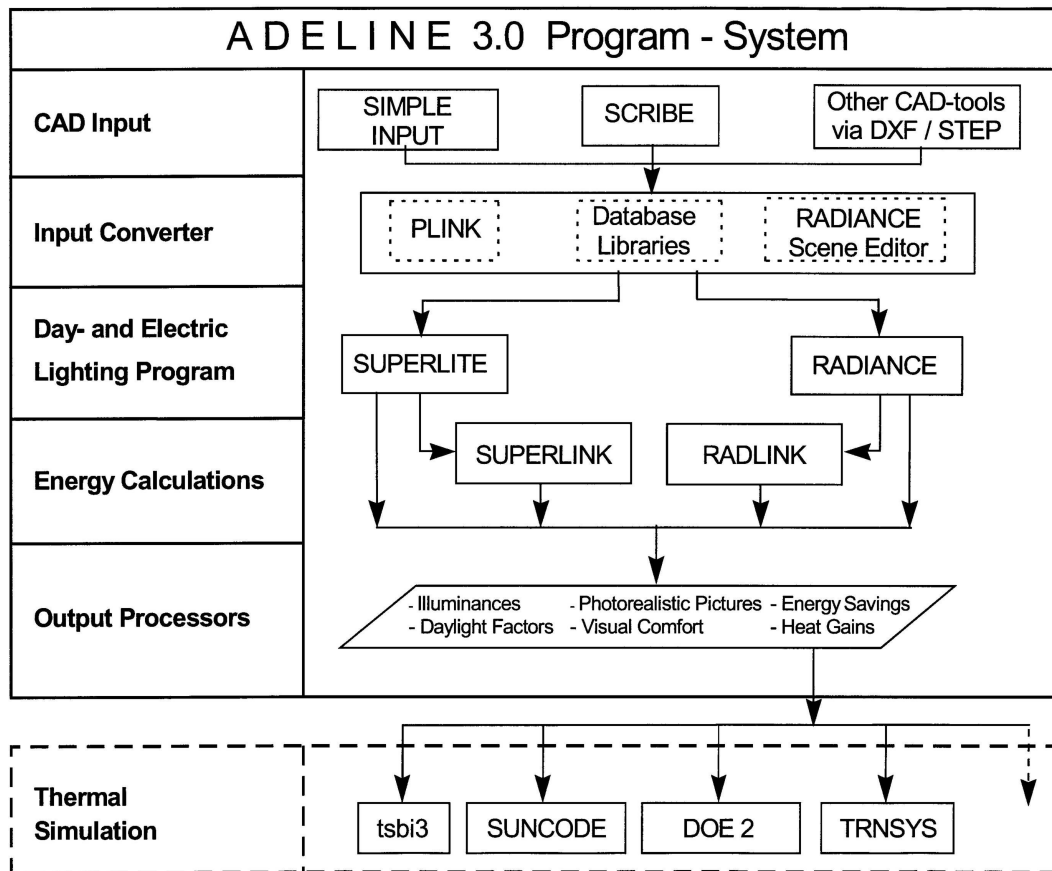 A D E L I N E 3.0 Program - System
CAD Input
SIMPLE
INPUT
SCRIBE
Other CAD-tools
via DXF / STEP
Input Converter
PLINK
Database
Libraries
RADIANCE
Scene Editor
Day- and Electric
Lighting Program
SUPERLITE
RADIANCE
Energy Calculations
SUPERLINK
RADLINK
Output Processors
- Illuminances - Photorealistic Pictures - Energy Savings
- Daylight Factors - Visual Comfort - Heat Gains
Thermal
Simulation
tsbi3
SUNCODE
DOE 2
TRNSYS